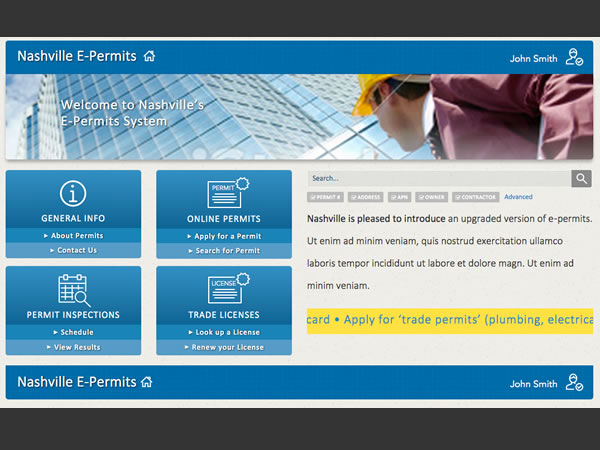 Nashville E-Permits
John Smith
Welcome to Nashville's
E-Permits System
GENERAL INFO
About Permits
Contact Us
PERMIT
ONLINE PERMITS
Apply for a Permit
Search for Permit
PERMIT INSPECTIONS
Schedule
View Results
LICENSE
TRADE LICENSES
Look up a License
Renew your License
Search...
PERMIT # ADDRESS APN OWNER CONTRACTOR Advanced
Nashville is pleased to introduce an upgraded version of e-permits.
Ut enim ad minim veniam, quis nostrud exercitation ullamco
laboris tempor incididunt ut labore et dolore magn. Ut enim ad
minim veniam.
card • Apply for ‘trade permits’ (plumbing, electrica
Nashville E-Permits
John Smith